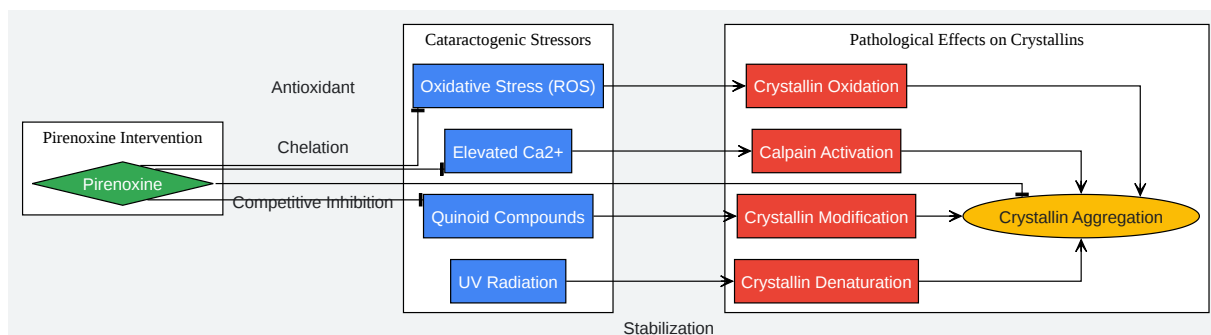 Cataractogenic Stressors
Pathological Effects on Crystallins
Antioxidant
Oxidative Stress (ROS)
Crystallin Oxidation
Pirenoxine Intervention
Chelation
Elevated Ca2+
Calpain Activation
Pirenoxine
Competitive Inhibition
Quinoid Compounds
Crystallin Modification
Crystallin Aggregation
UV Radiation
Crystallin Denaturation
Stabilization